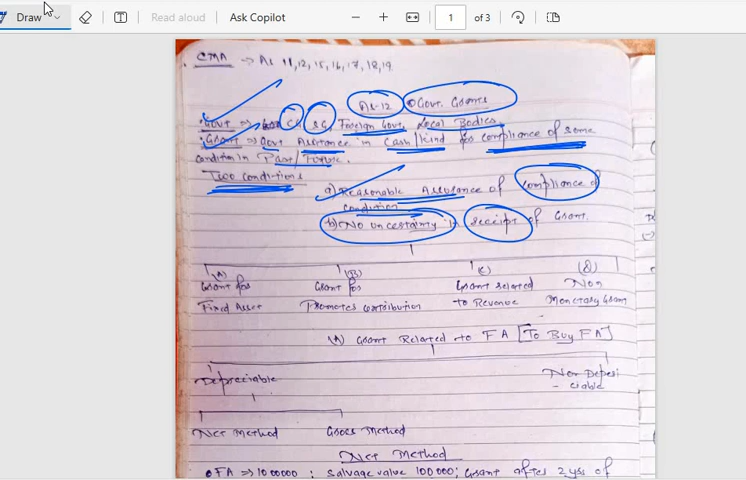 Draw
Read aloud
Ask Copilot
1 of 3
CMA → As 11,12,15,16,17,18,19
As-12 Govt. Grants
Govt ⇒ CG, SG, Foreign Govt, Local Bodies
Grant ⇒ Govt Assistance in Cash/Kind for compliance of some
condition in Past/Future.
Two conditions
a) Reasonable Assurance of Compliance of
condition
b) No uncertainty in receipt of Grant.
(A) (B) (C) (D)
Grant for Grant for Grant related Non
Fixed Asset Promoters contribution to Revenue Monetary Grant
(A) Grant Related to FA [To Buy FA]
Depreciable Non Depreci
- ciable
Net Method Gross Method
Net Method
FA ⇒ 1000000 ; Salvage value 100000; Grant after 2 yrs of